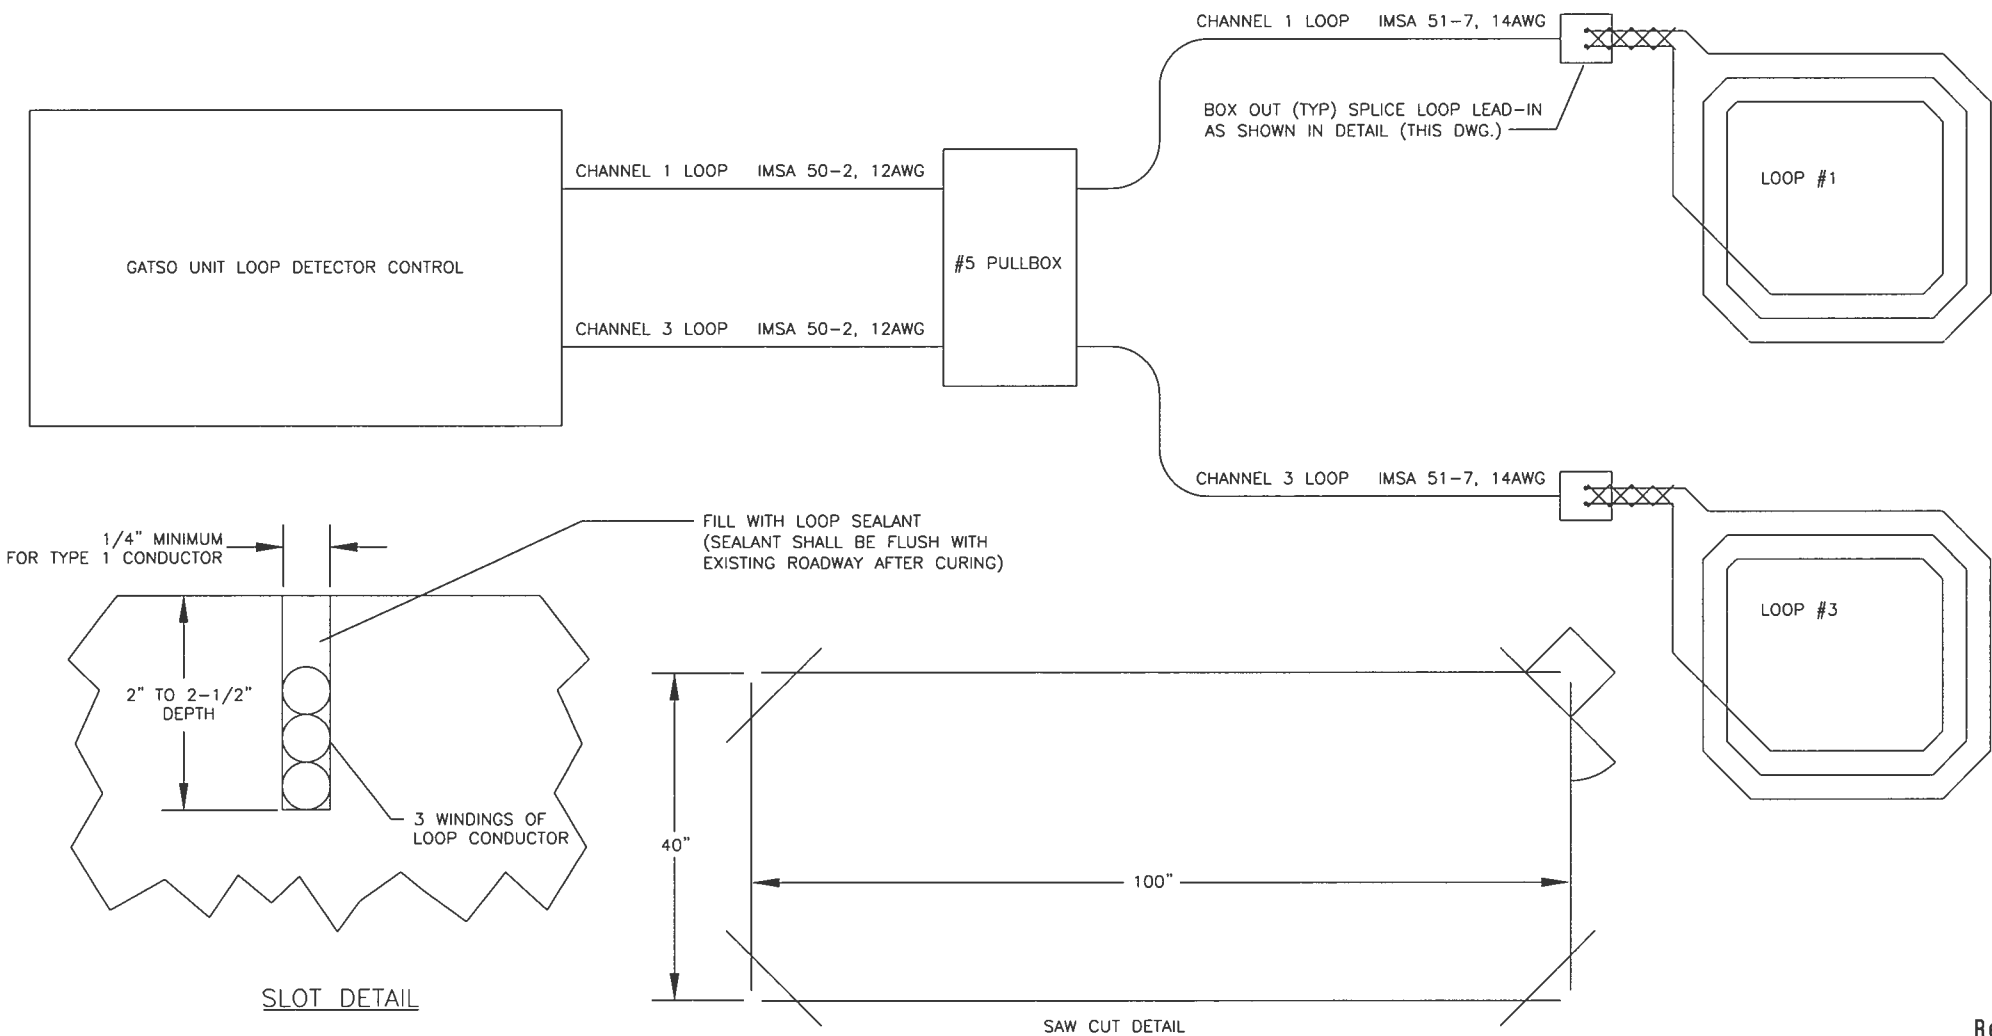 CHANNEL 1 LOOP IMSA 51-7, 14AWG
BOX OUT (TYP) SPLICE LOOP LEAD-IN
AS SHOWN IN DETAIL (THIS DWG.)
LOOP #1
CHANNEL 1 LOOP IMSA 50-2, 12AWG
GATSO UNIT LOOP DETECTOR CONTROL
#5 PULLBOX
CHANNEL 3 LOOP IMSA 50-2, 12AWG
CHANNEL 3 LOOP IMSA 51-7, 14AWG
LOOP #3
1/4" MINIMUM
FOR TYPE 1 CONDUCTOR
FILL WITH LOOP SEALANT
(SEALANT SHALL BE FLUSH WITH
EXISTING ROADWAY AFTER CURING)
2" TO 2-1/2"
DEPTH
3 WINDINGS OF
LOOP CONDUCTOR
40"
100"
SLOT DETAIL
SAW CUT DETAIL